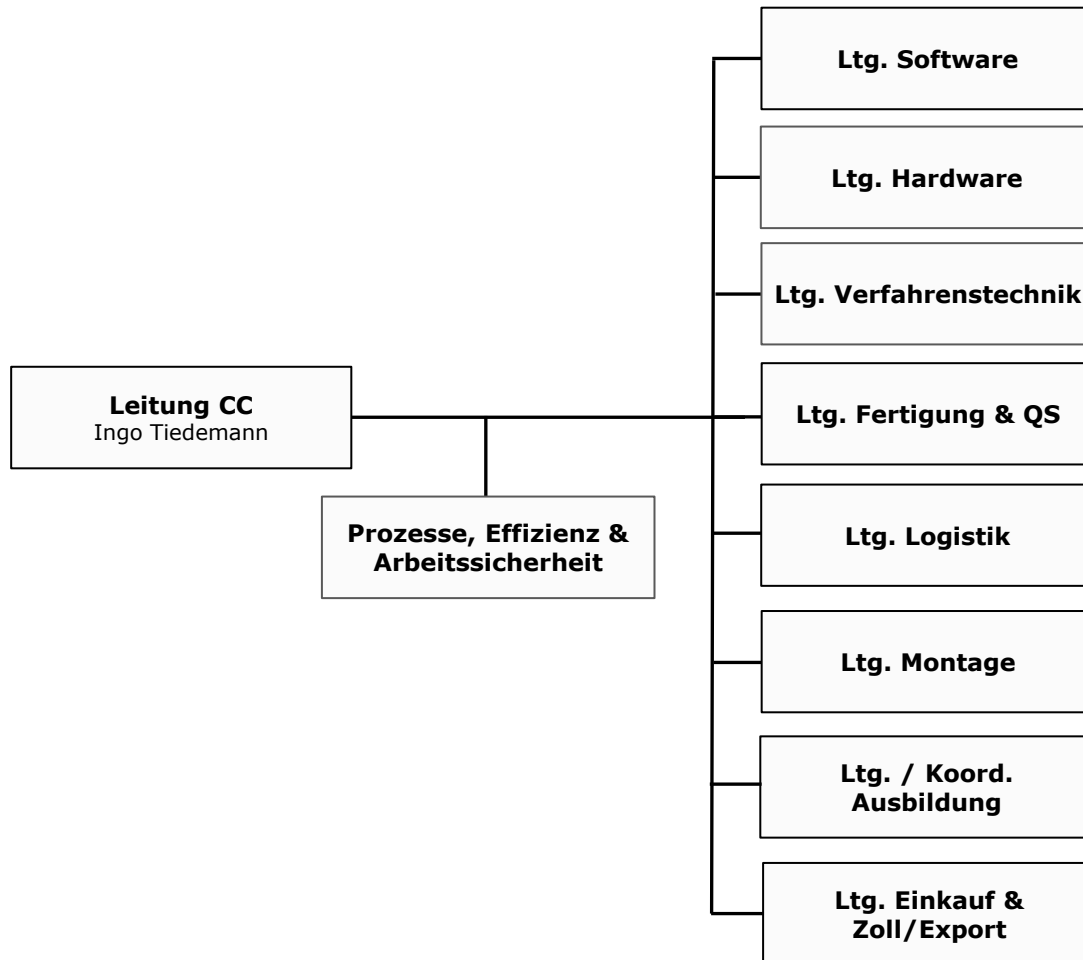 Leitung CC
Ingo Tiedemann
Prozesse, Effizienz &
Arbeitssicherheit
Ltg. Software
Ltg. Hardware
Ltg. Verfahrenstechnik
Ltg. Fertigung & QS
Ltg. Logistik
Ltg. Montage
Ltg. / Koord.
Ausbildung
Ltg. Einkauf &
Zoll/Export